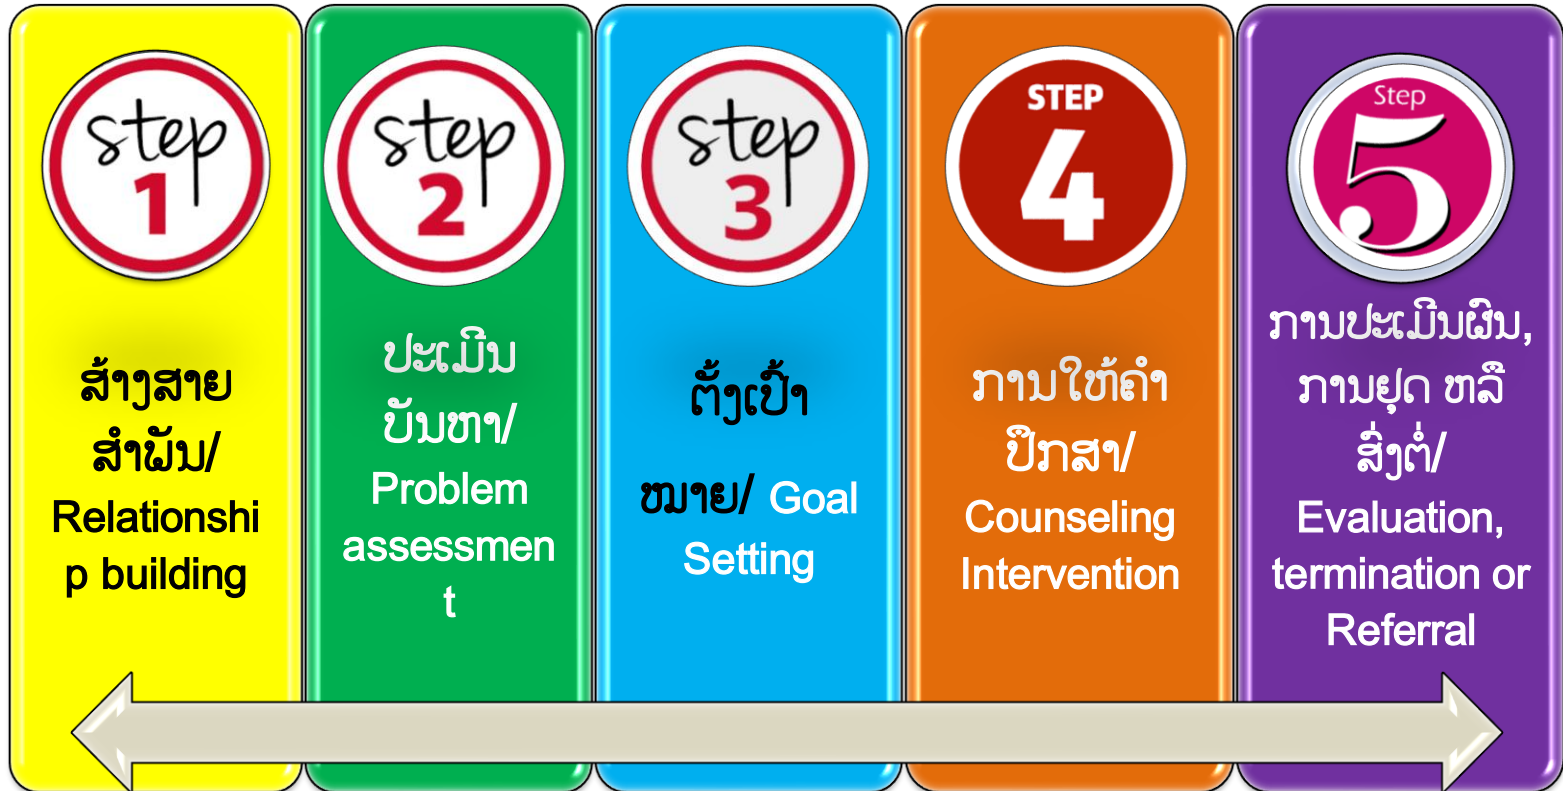 step
1
ສ້າງສາຍ
ສຳພັນ/
Relationshi
p building
step
2
ປະເມີນ
ບັນຫາ/
Problem
assessmen
t
step
3
ຕັ້ງເປົ້າ
ໝາຍ/ Goal
Setting
STEP
4
ການໃຫ້ຄຳ
ປຶກສາ/
Counseling
Intervention
Step
5
ການປະເມີນຜົນ,
ການຢຸດ ຫລື
ສົ່ງຕໍ່/
Evaluation,
termination or
Referral